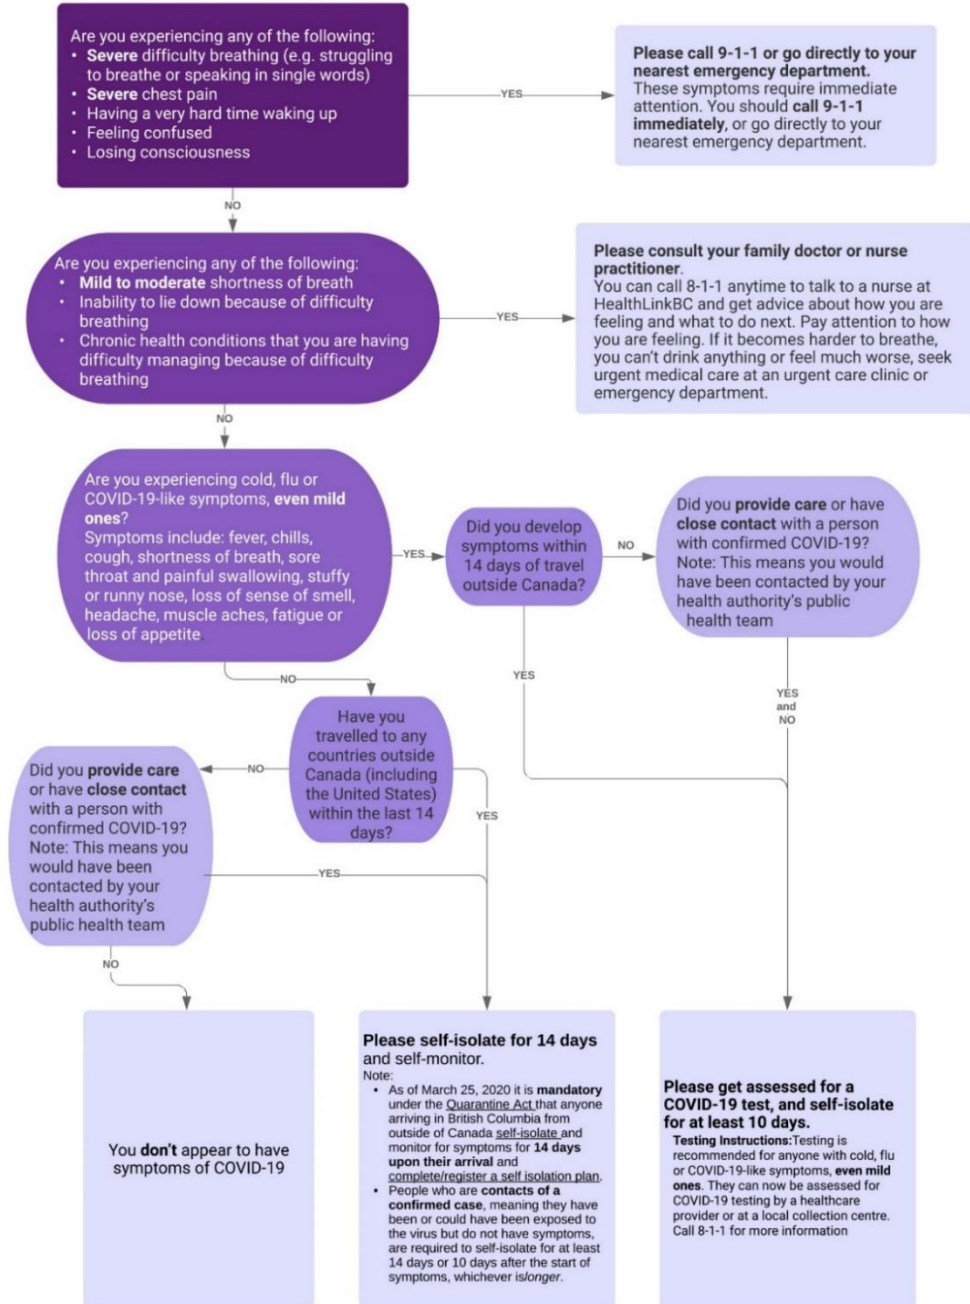 Are you experiencing any of the following:
• Severe difficulty breathing (e.g. struggling
to breathe or speaking in single words)
• Severe chest pain
• Having a very hard time waking up
• Feeling confused
• Losing consciousness
YES
Please call 9-1-1 or go directly to your
nearest emergency department.
These symptoms require immediate
attention. You should call 9-1-1
immediately, or go directly to your
nearest emergency department.
NO
Are you experiencing any of the following:
• Mild to moderate shortness of breath
• Inability to lie down because of difficulty
breathing
• Chronic health conditions that you are having
difficulty managing because of difficulty
breathing
YES
Please consult your family doctor or nurse
practitioner.
You can call 8-1-1 anytime to talk to a nurse at
HealthLinkBC and get advice about how you are
feeling and what to do next. Pay attention to how
you are feeling. If it becomes harder to breathe,
you can't drink anything or feel much worse, seek
urgent medical care at an urgent care clinic or
emergency department.
NO
Are you experiencing cold, flu or
COVID-19-like symptoms, even mild
ones?
Symptoms include: fever, chills,
cough, shortness of breath, sore
throat and painful swallowing, stuffy
or runny nose, loss of sense of smell,
headache, muscle aches, fatigue or
loss of appetite.
YES
Did you develop
symptoms within
14 days of travel
outside Canada?
NO
Did you provide care or have
close contact with a person
with confirmed COVID-19?
Note: This means you would
have been contacted by your
health authority's public
health team
YES
YES
and
NO
NO
Have you
travelled to any
countries outside
Canada (including
the United States)
within the last 14
days?
NO
YES
Did you provide care
or have close contact
with a person with
confirmed COVID-19?
Note: This means you
would have been
contacted by your
health authority's
public health team
YES
NO
You don't appear to have
symptoms of COVID-19
Please self-isolate for 14 days
and self-monitor.
Note:
• As of March 25, 2020 it is mandatory
under the Quarantine Act that anyone
arriving in British Columbia from
outside of Canada self-isolate and
monitor for symptoms for 14 days
upon their arrival and
complete/register a self isolation plan.
• People who are contacts of a
confirmed case, meaning they have
been or could have been exposed to
the virus but do not have symptoms,
are required to self-isolate for at least
14 days or 10 days after the start of
symptoms, whichever islonger.
Please get assessed for a
COVID-19 test, and self-isolate
for at least 10 days.
Testing Instructions:Testing is
recommended for anyone with cold, flu
or COVID-19-like symptoms, even mild
ones. They can now be assessed for
COVID-19 testing by a healthcare
provider or at a local collection centre.
Call 8-1-1 for more information